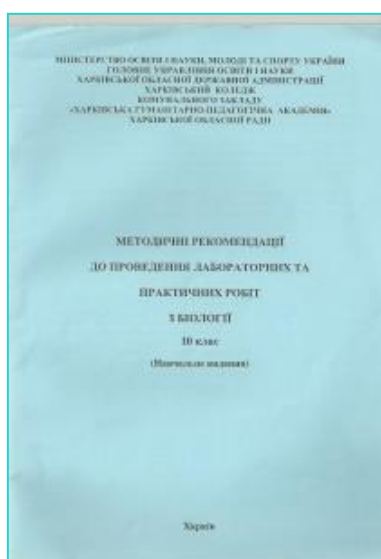 МІНІСТЕРСТВО ОСВІТИ І НАУКИ, МОЛОДІ ТА СПОРТУ УКРАЇНИ
ГОЛОВНЕ УПРАВЛІННЯ ОСВІТИ І НАУКИ
ХАРКІВСЬКОЇ ОБЛАСНОЇ ДЕРЖАВНОЇ АДМІНІСТРАЦІЇ
ХАРКІВСЬКИЙ КОЛЕДЖ
КОМУНАЛЬНОГО ЗАКЛАДУ
«ХАРКІВСЬКА ГУМАНІТАРНО-ПЕДАГОГІЧНА АКАДЕМІЯ»
ХАРКІВСЬКОЇ ОБЛАСНОЇ РАДИ
МЕТОДИЧНІ РЕКОМЕНДАЦІЇ
ДО ПРОВЕДЕННЯ ЛАБОРАТОРНИХ ТА
ПРАКТИЧНИХ РОБІТ
З БІОЛОГІЇ
10 клас
(Навчальне видання)
Харків